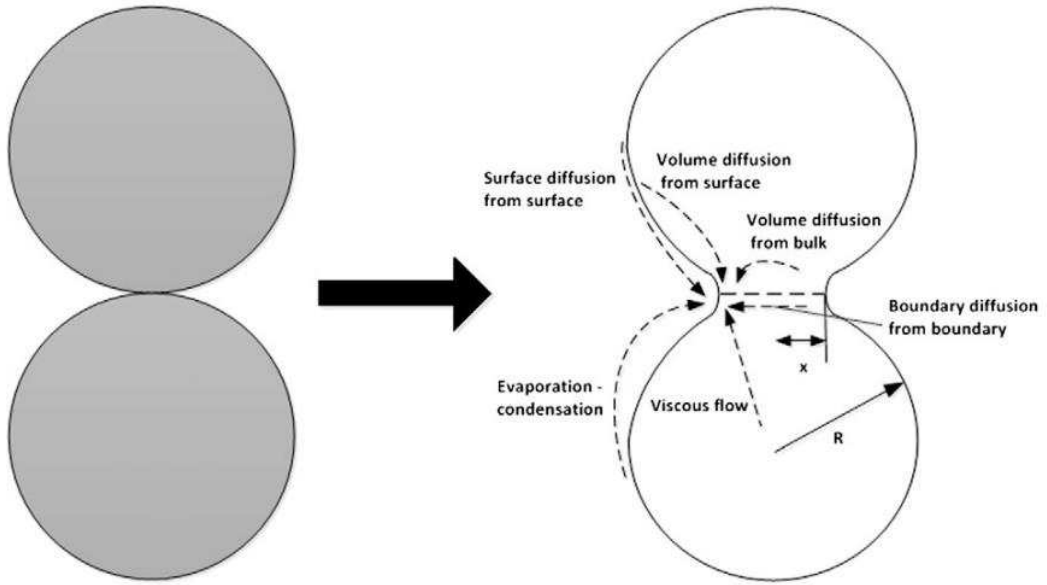 Surface diffusion
from surface
Volume diffusion
from surface
Volume diffusion
from bulk
Boundary diffusion
from boundary
x
Evaporation -
condensation
Viscous flow
R